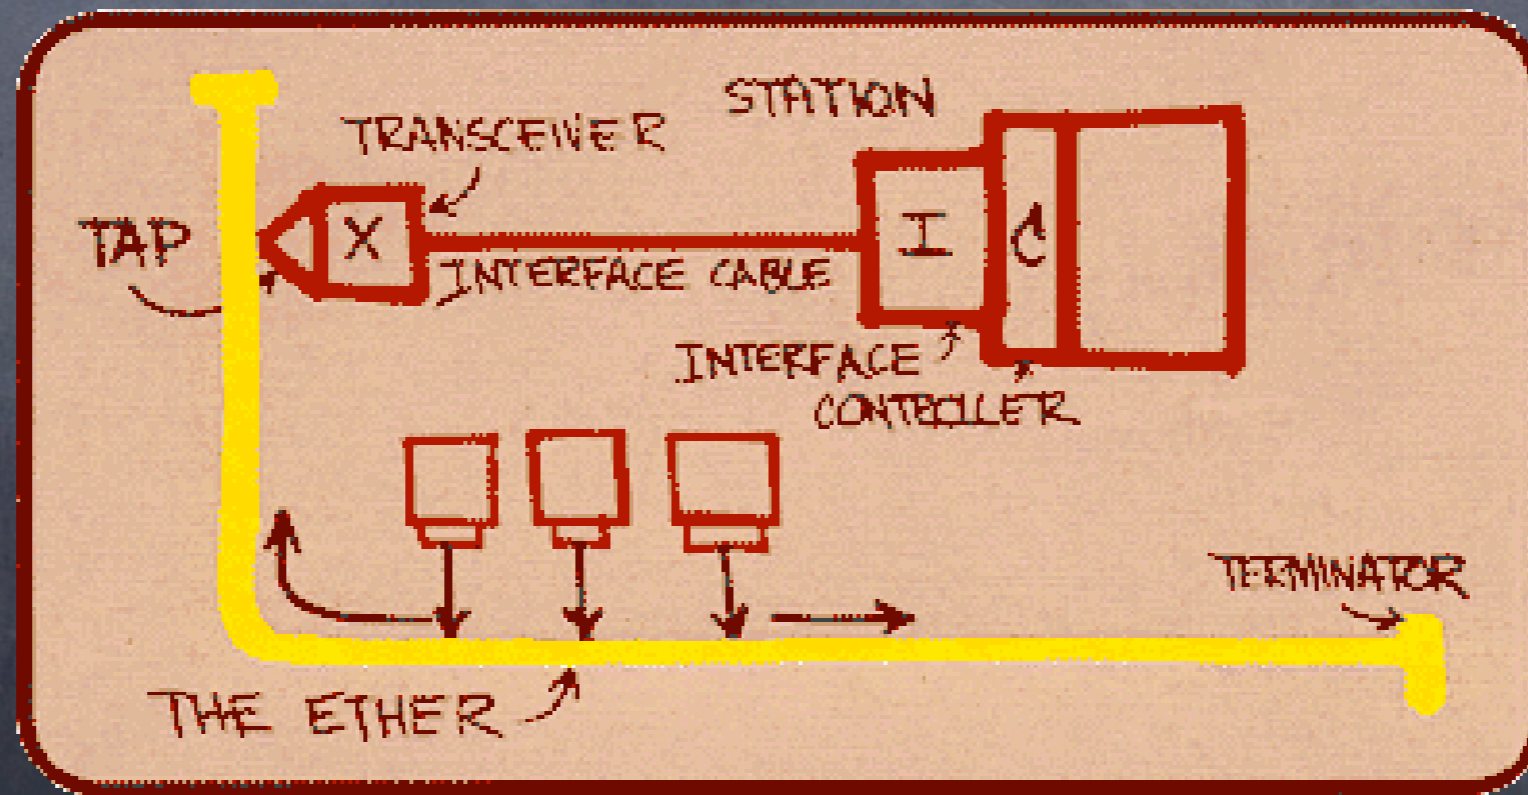 STATION
TRANSCEIVER
TAP
X
I
C
INTERFACE CABLE
INTERFACE
CONTROLLER
TERMINATOR
THE ETHER